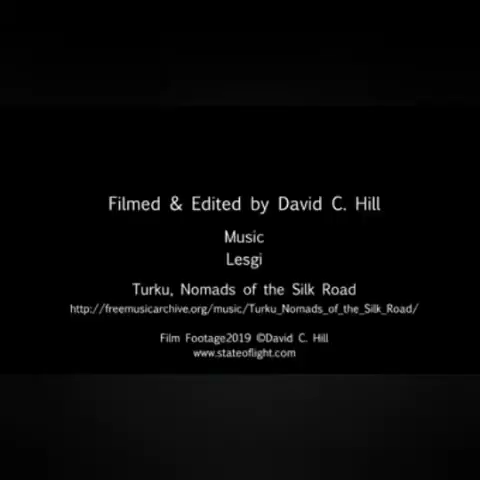 Filmed & Edited by David C. Hill
Music
Lesgi
Turku, Nomads of the Silk Road
http://freemusicarchive.org/music/Turku_Nomads_of_the_Silk_Road/
Film Footage2019 ©David C. Hill
www.stateoflight.com